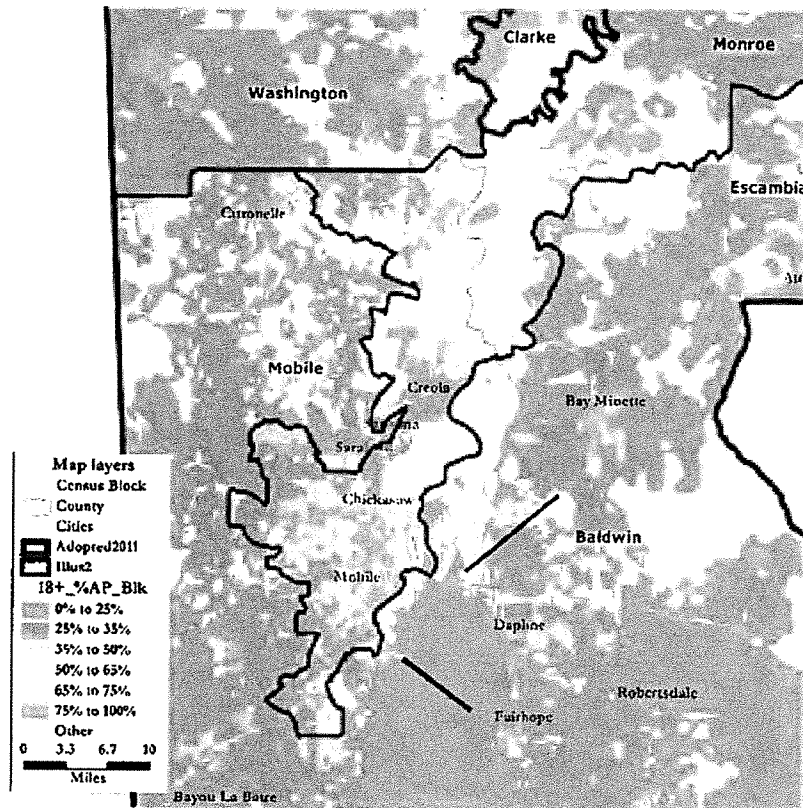 Clarke
Monroe
Washington
Escambia
Citronelle
Mobile
Creola
Bay Minette
Chickasaw
Baldwin
Mobile
Daphne
Robertsdale
Fairhope
Bayou La Batre
Map layers
Census Block
County
Cities
Adopted2011
Illus2
18+_%AP_Blk
0% to 25%
25% to 35%
35% to 50%
50% to 65%
65% to 75%
75% to 100%
Other
0 3.3 6.7 10
Miles